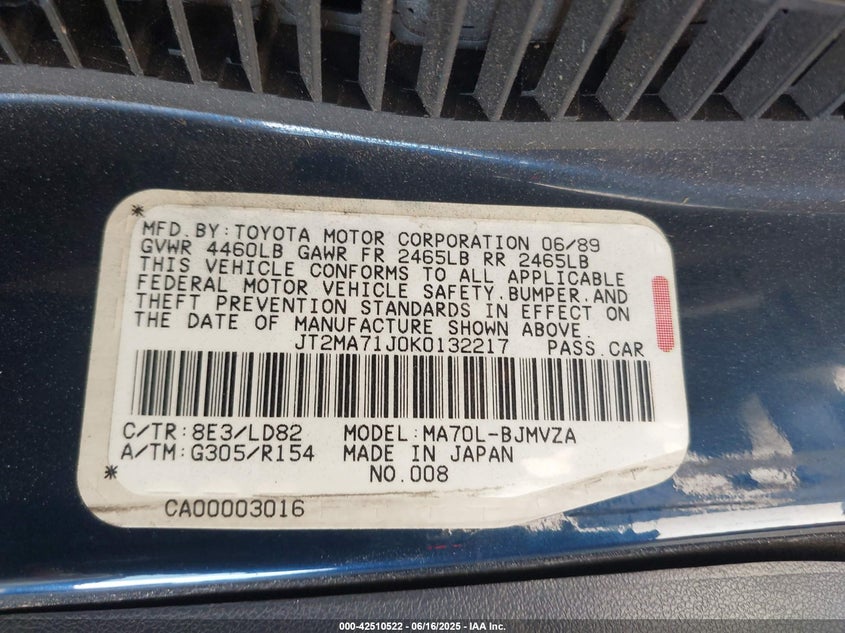 MFD.BY:TOYOTA MOTOR CORPORATION 06/89
GVWR 4460LB GAWR FR 2465LB RR 2465LB
THIS VEHICLE CONFORMS TO ALL APPLICABLE
FEDERAL MOTOR VEHICLE SAFETY.BUMPER.AND
THEFT PREVENTION STANDARDS IN EFFECT ON
THE DATE OF MANUFACTURE SHOWN ABOVE.
JT2MA71J0K0132217 PASS.CAR
C/TR:8E3/LD82 MODEL:MA70L-BJMVZA
A/TM:G305/R154 MADE IN JAPAN
NO.008
CA00003016
000-42510522 - 06/16/2025 - IAA Inc.